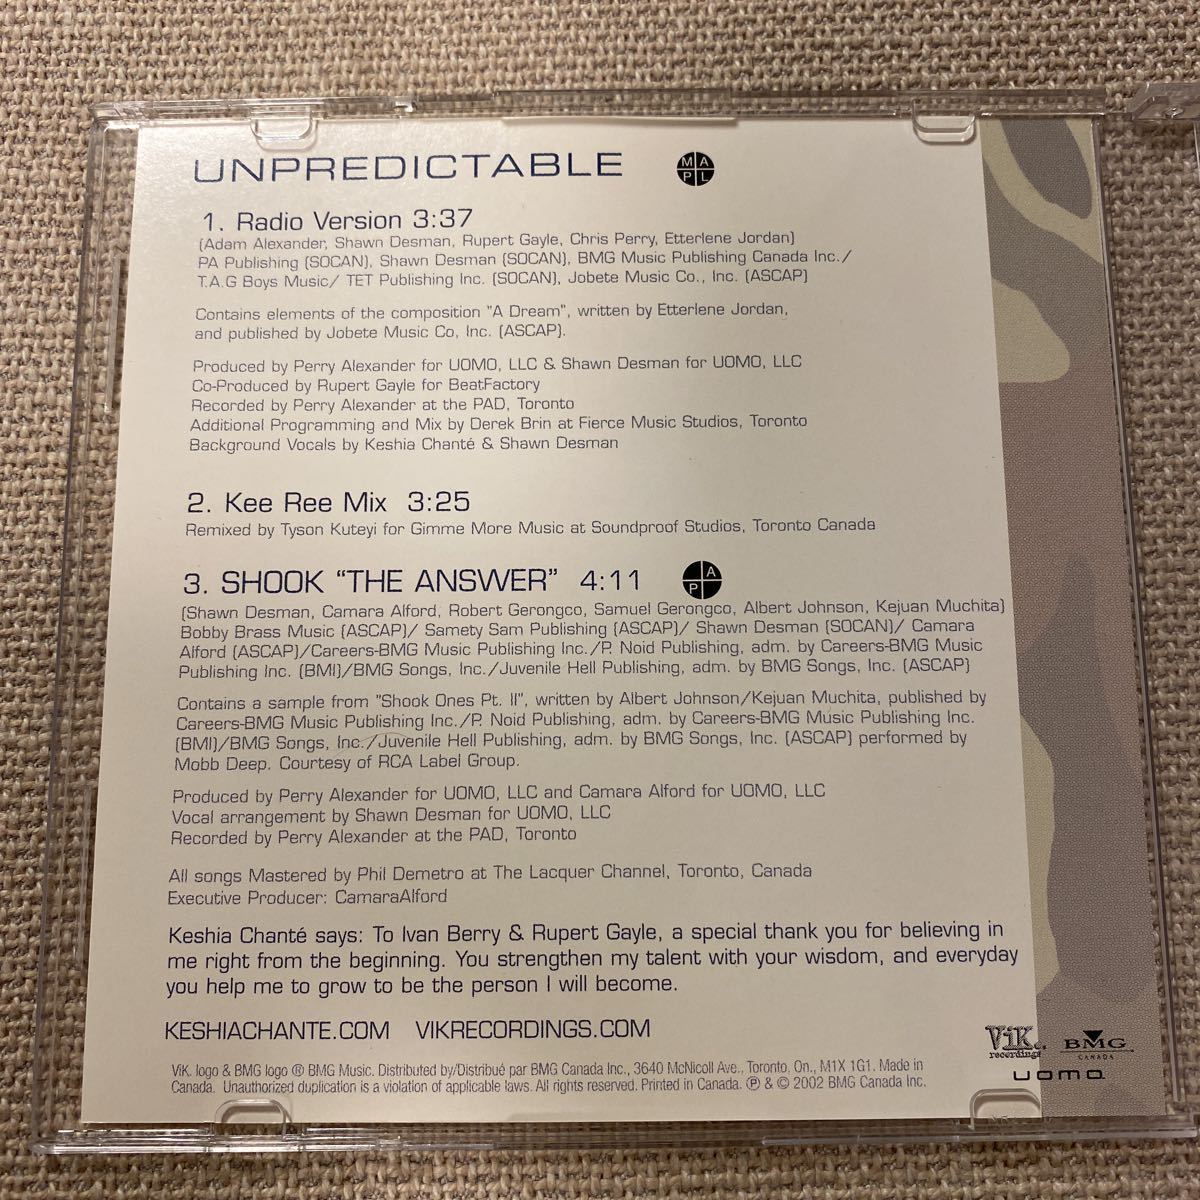 UNPREDICTABLE M A P L
1. Radio Version 3:37
(Adam Alexander, Shawn Desman, Rupert Gayle, Chris Perry, Etterlene Jordan)
PA Publishing (SOCAN), Shawn Desman (SOCAN), BMG Music Publishing Canada Inc./
T.A.G Boys Music/ TET Publishing Inc. (SOCAN), Jobete Music Co., Inc. (ASCAP)
Contains elements of the composition "A Dream", written by Etterlene Jordan,
and published by Jobete Music Co, Inc. (ASCAP).
Produced by Perry Alexander for UOMO, LLC & Shawn Desman for UOMO, LLC
Co-Produced by Rupert Gayle for BeatFactory
Recorded by Perry Alexander at the PAD, Toronto
Additional Programming and Mix by Derek Brin at Fierce Music Studios, Toronto
Background Vocals by Keshia Chanté & Shawn Desman
2. Kee Ree Mix 3:25
Remixed by Tyson Kuteyi for Gimme More Music at Soundproof Studios, Toronto Canada
3. SHOOK “THE ANSWER” 4:11 A P
(Shawn Desman, Camara Alford, Robert Gerongco, Samuel Gerongco, Albert Johnson, Kejuan Muchita)
Bobby Brass Music (ASCAP)/ Samety Sam Publishing (ASCAP)/ Shawn Desman (SOCAN)/ Camara
Alford (ASCAP)/Careers-BMG Music Publishing Inc./P. Noid Publishing, adm. by Careers-BMG Music
Publishing Inc. (BMI)/BMG Songs, Inc./Juvenile Hell Publishing, adm. by BMG Songs, Inc. (ASCAP)
Contains a sample from "Shook Ones Pt. II", written by Albert Johnson/Kejuan Muchita, published by
Careers-BMG Music Publishing Inc./P. Noid Publishing, adm. by Careers-BMG Music Publishing Inc.
(BMI)/BMG Songs, Inc./Juvenile Hell Publishing, adm. by BMG Songs, Inc. (ASCAP) performed by
Mobb Deep. Courtesy of RCA Label Group.
Produced by Perry Alexander for UOMO, LLC and Camara Alford for UOMO, LLC
Vocal arrangement by Shawn Desman for UOMO, LLC
Recorded by Perry Alexander at the PAD, Toronto
All songs Mastered by Phil Demetro at The Lacquer Channel, Toronto, Canada
Executive Producer: CamaraAlford
Keshia Chanté says: To Ivan Berry & Rupert Gayle, a special thank you for believing in
me right from the beginning. You strengthen my talent with your wisdom, and everyday
you help me to grow to be the person I will become.
KESHIACHANTE.COM VIKRECORDINGS.COM
ViK. recordings BMG CANADA
uomo
ViK. logo & BMG logo ® BMG Music. Distributed by/Distribué par BMG Canada Inc., 3640 McNicoll Ave., Toronto, On., M1X 1G1. Made in
Canada. Unauthorized duplication is a violation of applicable laws. All rights reserved. Printed in Canada. ℗ & © 2002 BMG Canada Inc.